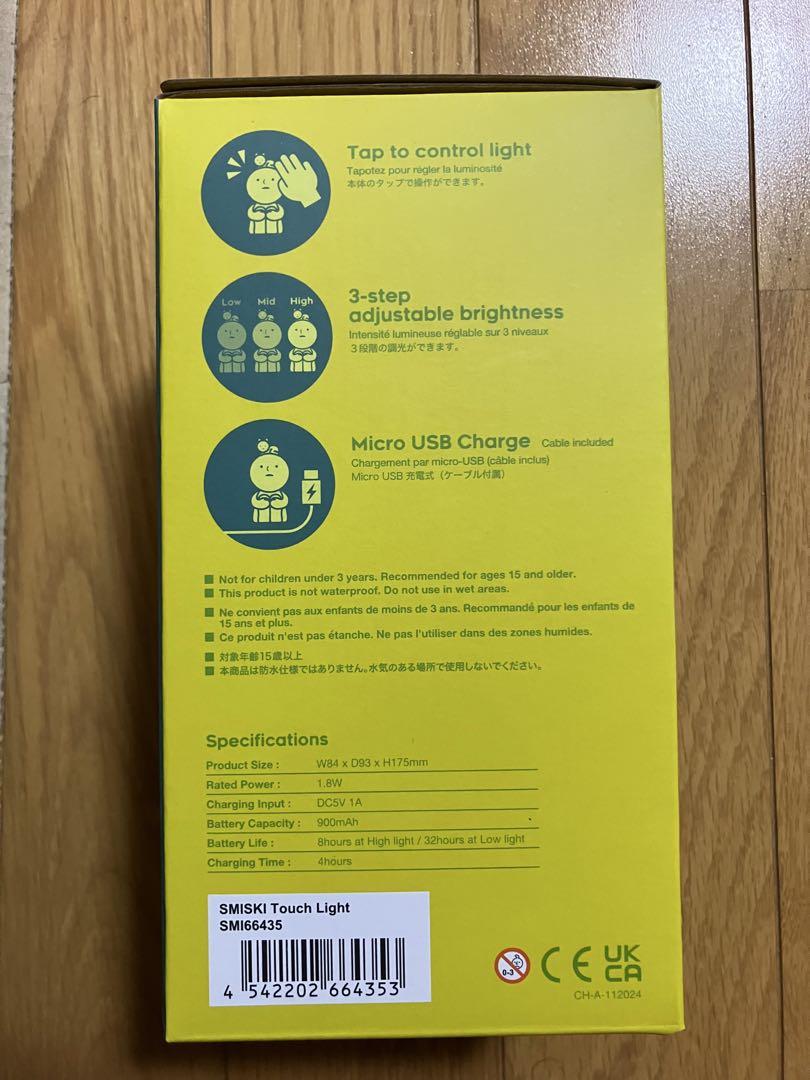 Tap to control light
Tapotez pour régler la luminosité
本体のタップで操作ができます。
Low Mid High
3-step
adjustable brightness
Intensité lumineuse réglable sur 3 niveaux
３段階の調光ができます。
Micro USB Charge Cable included
Chargement par micro-USB (câble inclus)
Micro USB 充電式（ケーブル付属）
■ Not for children under 3 years. Recommended for ages 15 and older.
■ This product is not waterproof. Do not use in wet areas.
■ Ne convient pas aux enfants de moins de 3 ans. Recommandé pour les enfants de
15 ans et plus.
■ Ce produit n'est pas étanche. Ne pas l'utiliser dans des zones humides.
■ 対象年齢15歳以上
■ 本商品は防水仕様ではありません。水気のある場所で使用しないでください。
Specifications
Product Size : W84 x D93 x H175mm
Rated Power : 1.8W
Charging Input : DC5V 1A
Battery Capacity : 900mAh
Battery Life : 8hours at High light / 32hours at Low light
Charging Time : 4hours
SMISKI Touch Light
SMI66435
4 542202 664353
0-3
CE
UK
CA
CH-A-112024